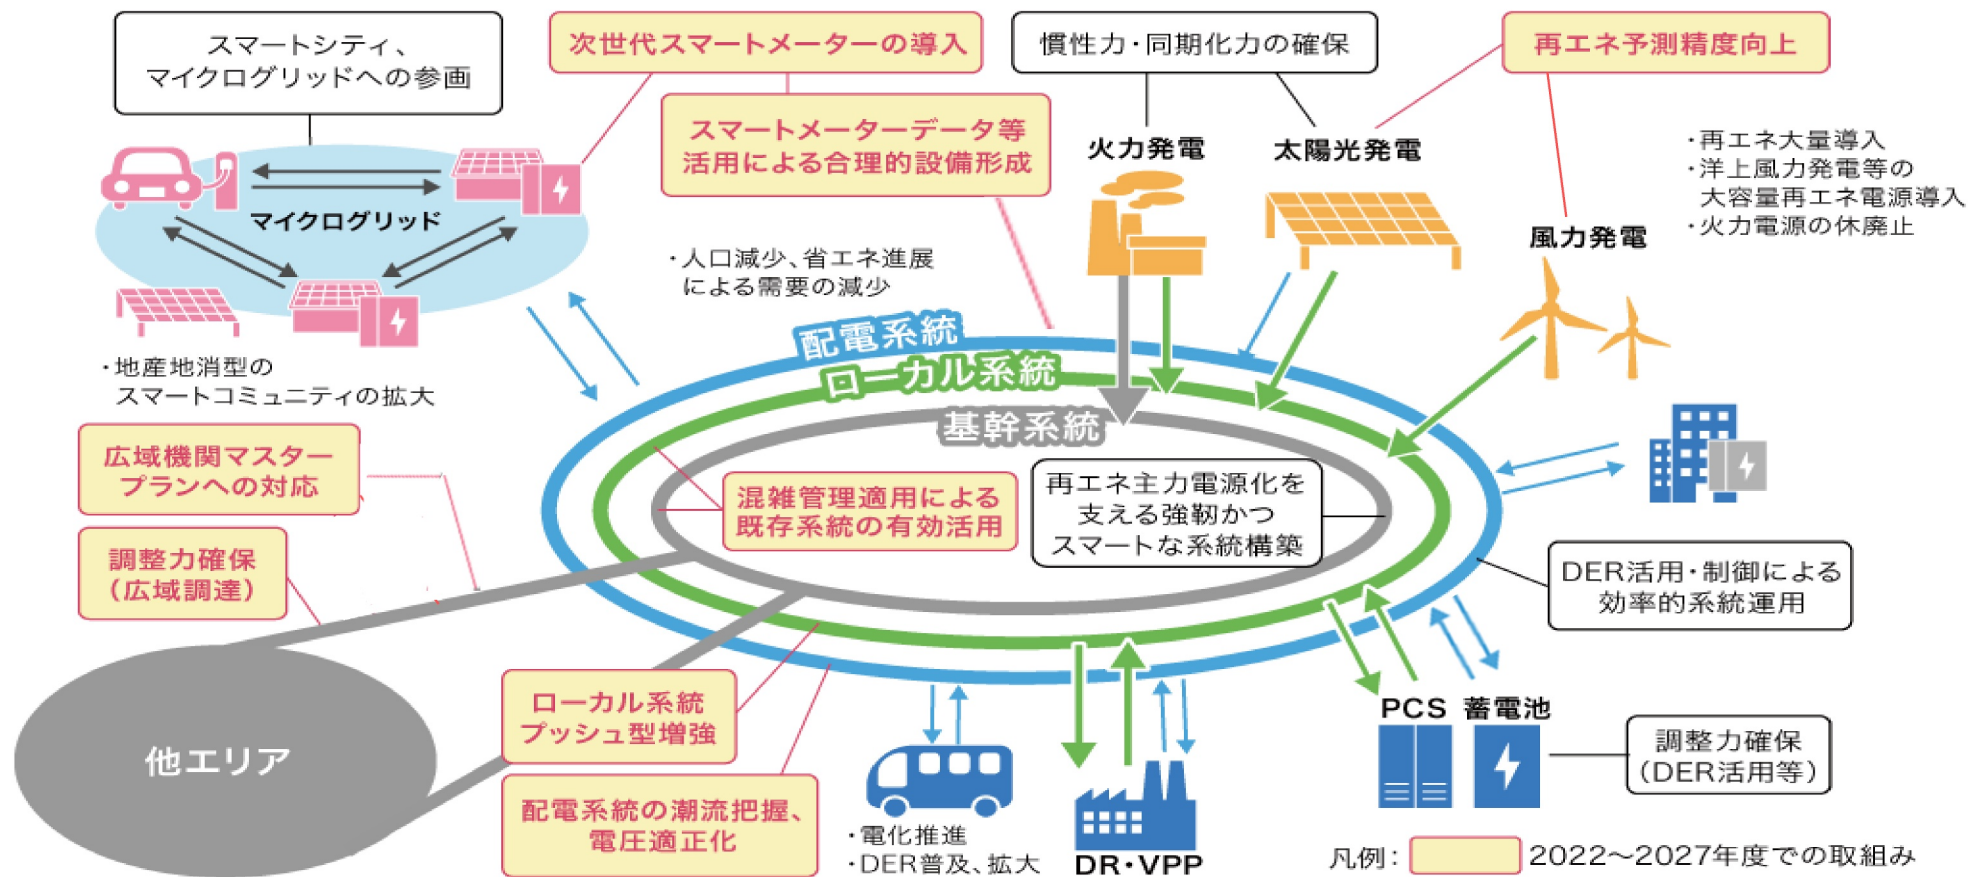 スマートシティ、
マイクログリッドへの参画
次世代スマートメーターの導入
慣性力・同期化力の確保
再エネ予測精度向上
スマートメーターデータ等
活用による合理的設備形成
火力発電
太陽光発電
・再エネ大量導入
・洋上風力発電等の
大容量再エネ電源導入
・火力電源の休廃止
マイクログリッド
風力発電
・人口減少、省エネ進展
による需要の減少
・地産地消型の
スマートコミュニティの拡大
配電系統
ローカル系統
基幹系統
広域機関マスター
プランへの対応
混雑管理適用による
既存系統の有効活用
再エネ主力電源化を
支える強靭かつ
スマートな系統構築
調整力確保
（広域調達）
DER活用・制御による
効率的系統運用
ローカル系統
プッシュ型増強
PCS
蓄電池
他エリア
調整力確保
（DER活用等）
配電系統の潮流把握、
電圧適正化
・電化推進
・DER普及、拡大
DR・VPP
凡例：
2022～2027年度での取組み